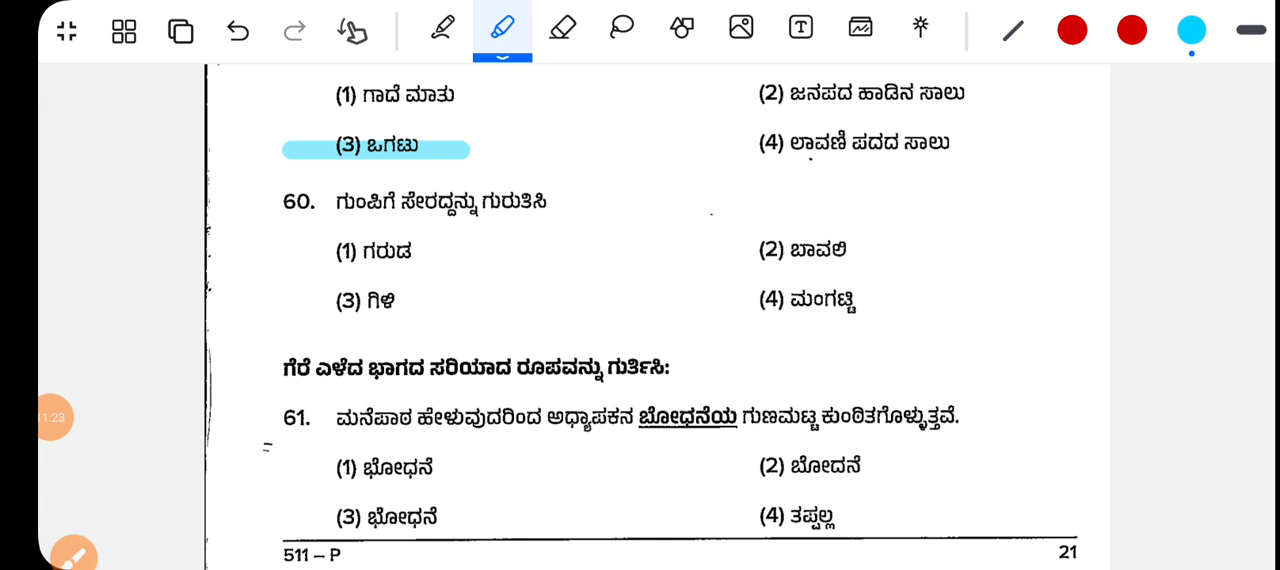 (1) ಗಾದೆ ಮಾತು (2) ಜನಪದ ಹಾಡಿನ ಸಾಲು
(3) ಒಗಟು (4) ಲಾವಣಿ ಪದದ ಸಾಲು
60. ಗುಂಪಿಗೆ ಸೇರದ್ದನ್ನು ಗುರುತಿಸಿ
(1) ಗರುಡ (2) ಬಾವಲಿ
(3) ಗಿಳಿ (4) ಮಂಗಟ್ಟಿ
ಗೆರೆ ಎಳೆದ ಭಾಗದ ಸರಿಯಾದ ರೂಪವನ್ನು ಗುರ್ತಿಸಿ:
61. ಮನೆಪಾಠ ಹೇಳುವುದರಿಂದ ಅಧ್ಯಾಪಕನ ಬೋಧನೆಯ ಗುಣಮಟ್ಟ ಕುಂಠಿತಗೊಳ್ಳುತ್ತವೆ.
(1) ಭೋಧನೆ (2) ಬೋದನೆ
(3) ಭೋಧನೆ (4) ತಪ್ಪಲ್ಲ
511 – P 21